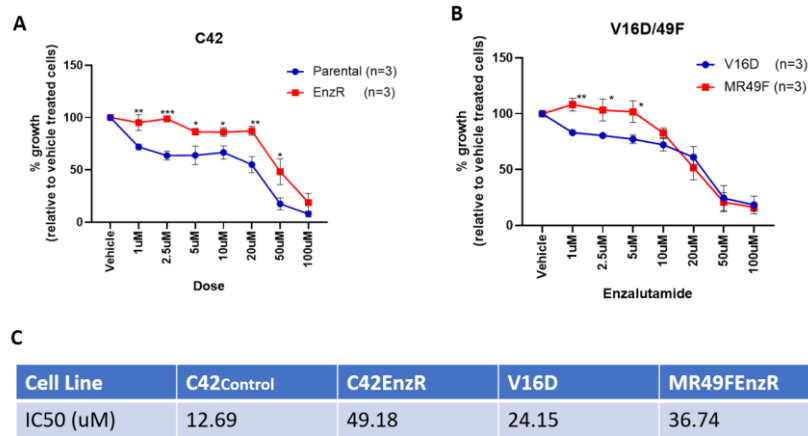 A
C42
Parental (n=3)
EnzR (n=3)
% growth
(relative to vehicle treated cells)
150
100
50
0
** *** * * ** *
Vehicle 1uM 2.5uM 5uM 10uM 20uM 50uM 100uM
Dose
B
V16D/49F
V16D (n=3)
MR49F (n=3)
% growth
(relative to vehicle treated cells)
150
100
50
0
** * *
Vehicle 1uM 2.5uM 5uM 10uM 20uM 50uM 100uM
Enzalutamide
C
Cell Line C42Control C42EnzR V16D MR49FEnzR
IC50 (uM) 12.69 49.18 24.15 36.74